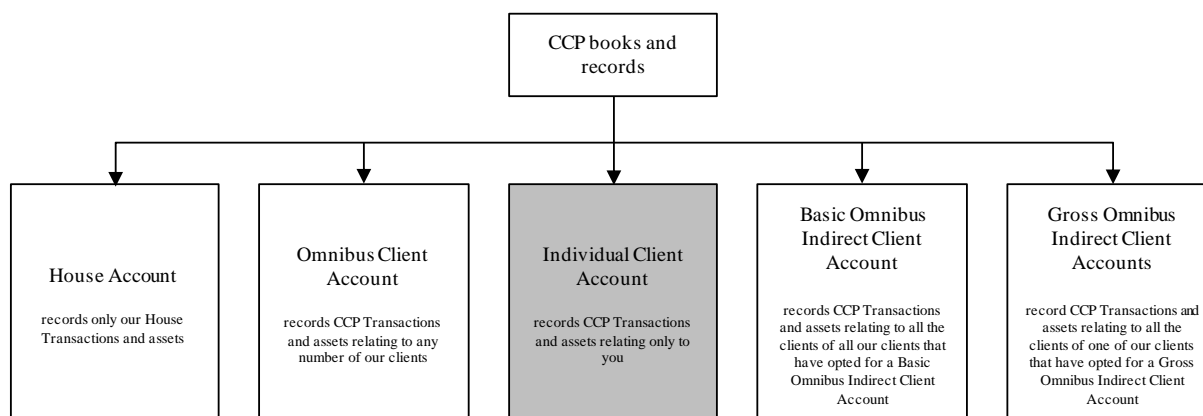 CCP books and
records
House Account
records only our House
Transactions and assets
Omnibus Client
Account
records CCP Transactions
and assets relating to any
number of our clients
Individual Client
Account
records CCP Transactions
and assets relating only to
you
Basic Omnibus
Indirect Client
Account
records CCP Transactions
and assets relating to all the
clients of all our clients that
have opted for a Basic
Omnibus Indirect Client
Account
Gross Omnibus
Indirect Client
Accounts
record CCP Transactions and
assets relating to all the
clients of one of our clients
that have opted for a Gross
Omnibus Indirect Client
Account